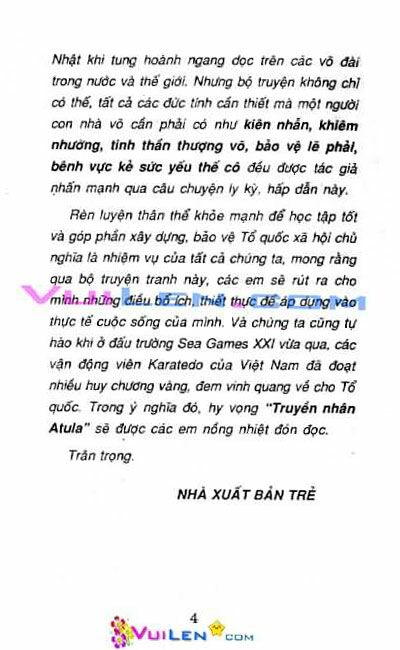 Nhật khi tung hoành ngang dọc trên các võ đài
trong nước và thế giới. Nhưng bộ truyện không chỉ
có thế, tất cả các đức tính cần thiết mà một người
con nhà võ cần phải có như kiên nhẫn, khiêm
nhường, tinh thần thượng võ, bảo vệ lẽ phải,
bênh vực kẻ sức yếu thế cô đều được tác giả
nhấn mạnh qua câu chuyện ly kỳ, hấp dẫn này.
Rèn luyện thân thể khỏe mạnh để học tập tốt
và góp phần xây dựng, bảo vệ Tổ quốc xã hội chủ
nghĩa là nhiệm vụ của tất cả chúng ta, mong rằng
qua bộ truyện tranh này, các em sẽ rút ra cho
mình những điều bổ ích, thiết thực để áp dụng vào
thực tế cuộc sống của mình. Và chúng ta cũng tự
hào khi ở đấu trường Sea Games XXI vừa qua, các
vận động viên Karatedo của Việt Nam đã đoạt
nhiều huy chương vàng, đem vinh quang về cho Tổ
quốc. Trong ý nghĩa đó, hy vọng "Truyền nhân
Atula" sẽ được các em nồng nhiệt đón đọc.
Trân trọng.
NHÀ XUẤT BẢN TRẺ
4
VUILEN.COM